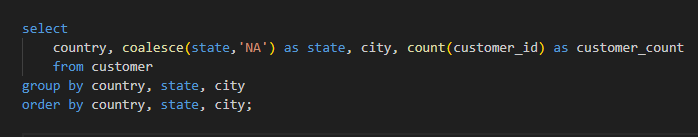 select
country, coalesce(state,'NA') as state, city, count(customer_id) as customer_count
from customer
group by country, state, city
order by country, state, city;